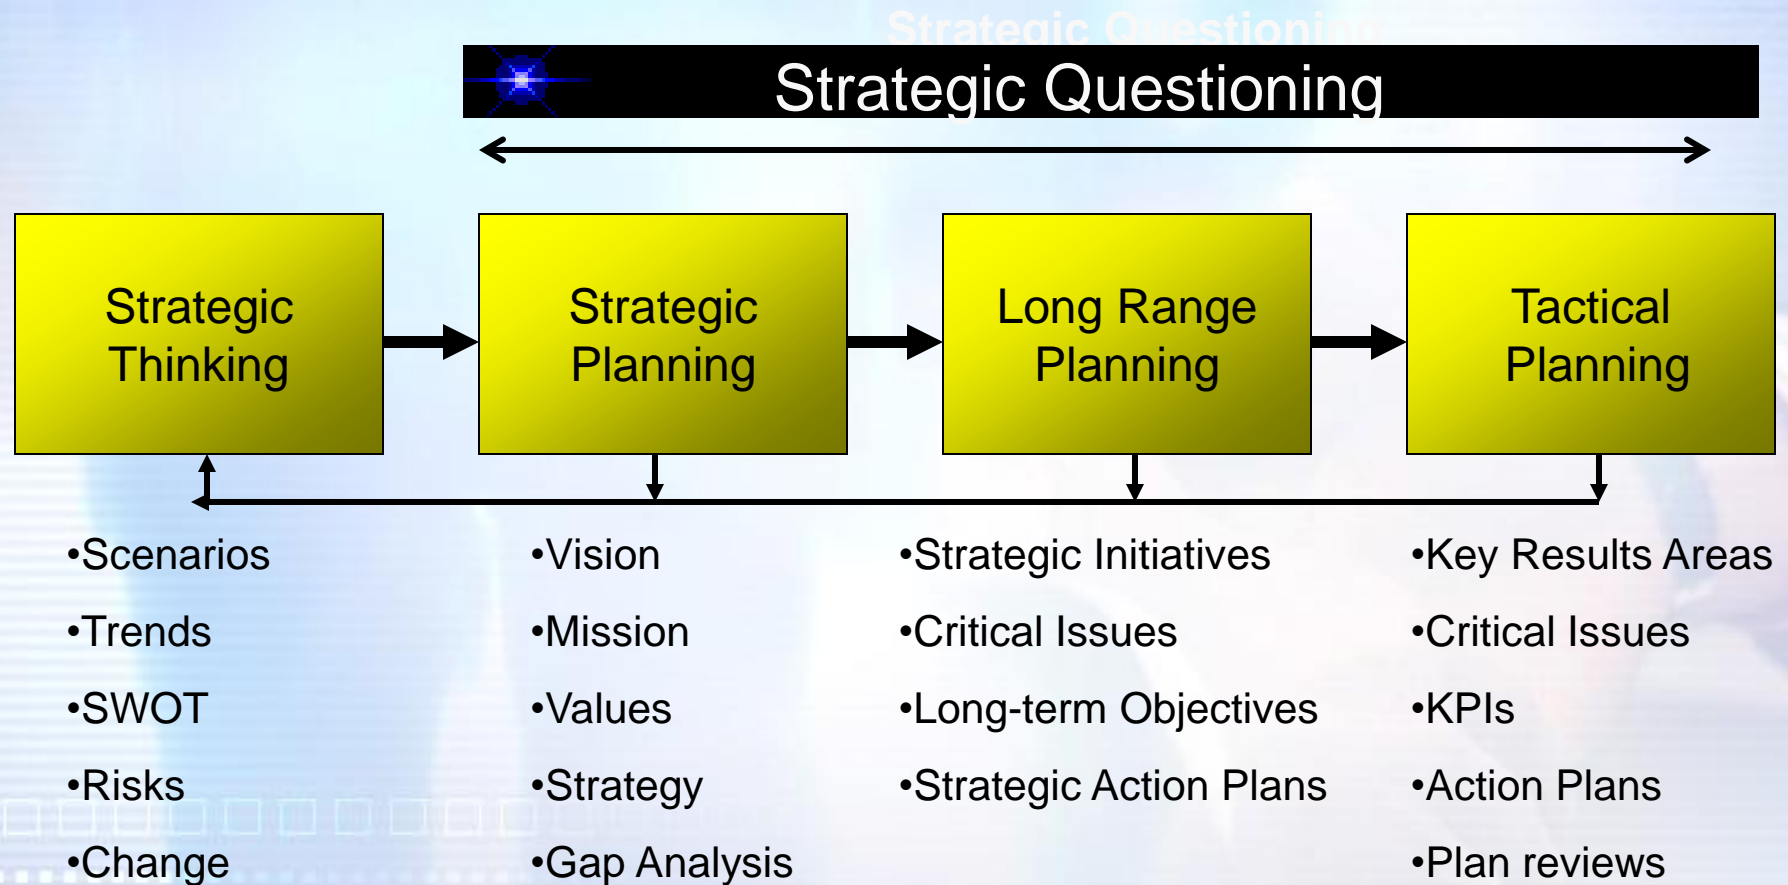 Strategic Questioning
Strategic Questioning
Strategic
Thinking
Strategic
Planning
Long Range
Planning
Tactical
Planning
•Scenarios
•Trends
•SWOT
•Risks
•Change
•Vision
•Mission
•Values
•Strategy
•Gap Analysis
•Strategic Initiatives
•Critical Issues
•Long-term Objectives
•Strategic Action Plans
•Key Results Areas
•Critical Issues
•KPIs
•Action Plans
•Plan reviews